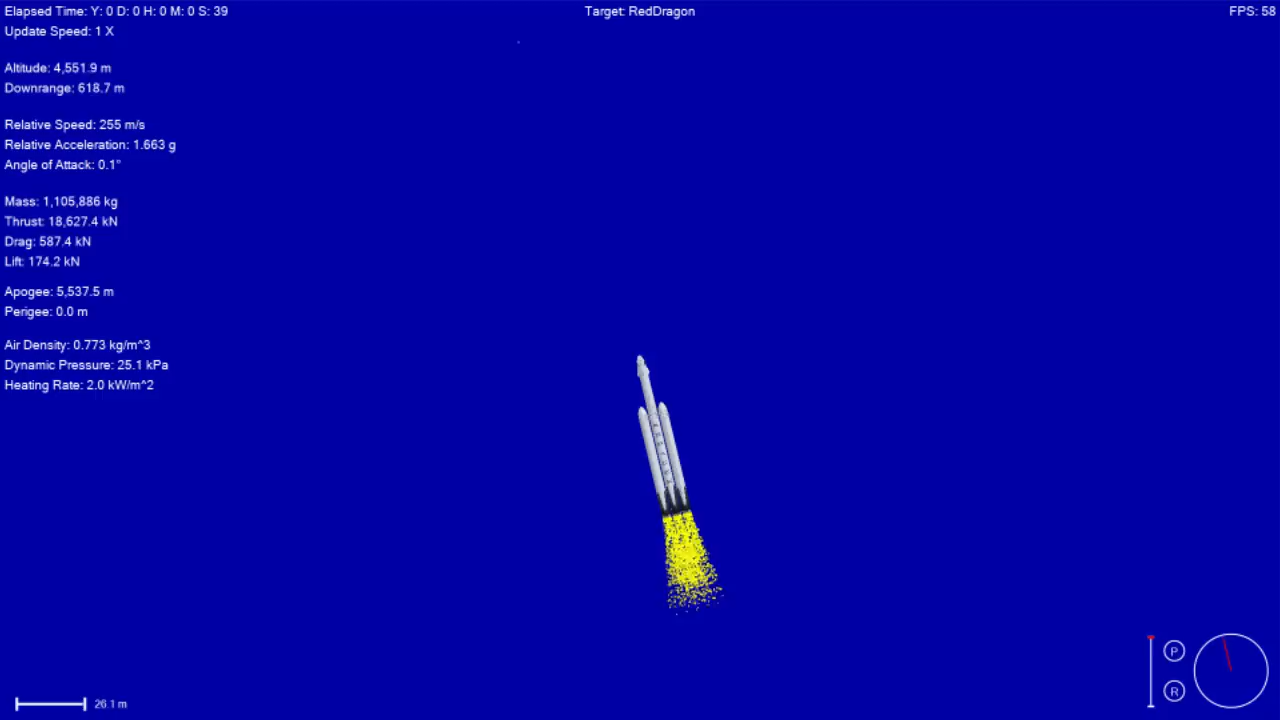 Elapsed Time: Y: 0 D: 0 H: 0 M: 0 S: 39
Target: RedDragon
FPS: 58
Update Speed: 1 X
Altitude: 4,551.9 m
Downrange: 618.7 m
Relative Speed: 255 m/s
Relative Acceleration: 1.663 g
Angle of Attack: 0.1°
Mass: 1,105,886 kg
Thrust: 18,627.4 kN
Drag: 587.4 kN
Lift: 174.2 kN
Apogee: 5,537.5 m
Perigee: 0.0 m
Air Density: 0.773 kg/m^3
Dynamic Pressure: 25.1 kPa
Heating Rate: 2.0 kW/m^2
P
R
26.1 m